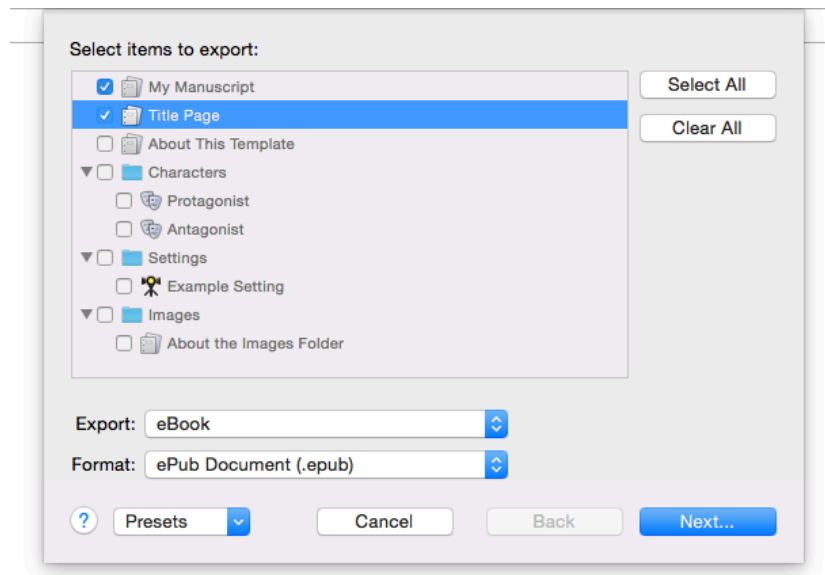 Select items to export:
My Manuscript
Select All
Title Page
Clear All
About This Template
Characters
Protagonist
Antagonist
Settings
Example Setting
Images
About the Images Folder
Export: eBook
Format: ePub Document (.epub)
? Presets Cancel Back Next...